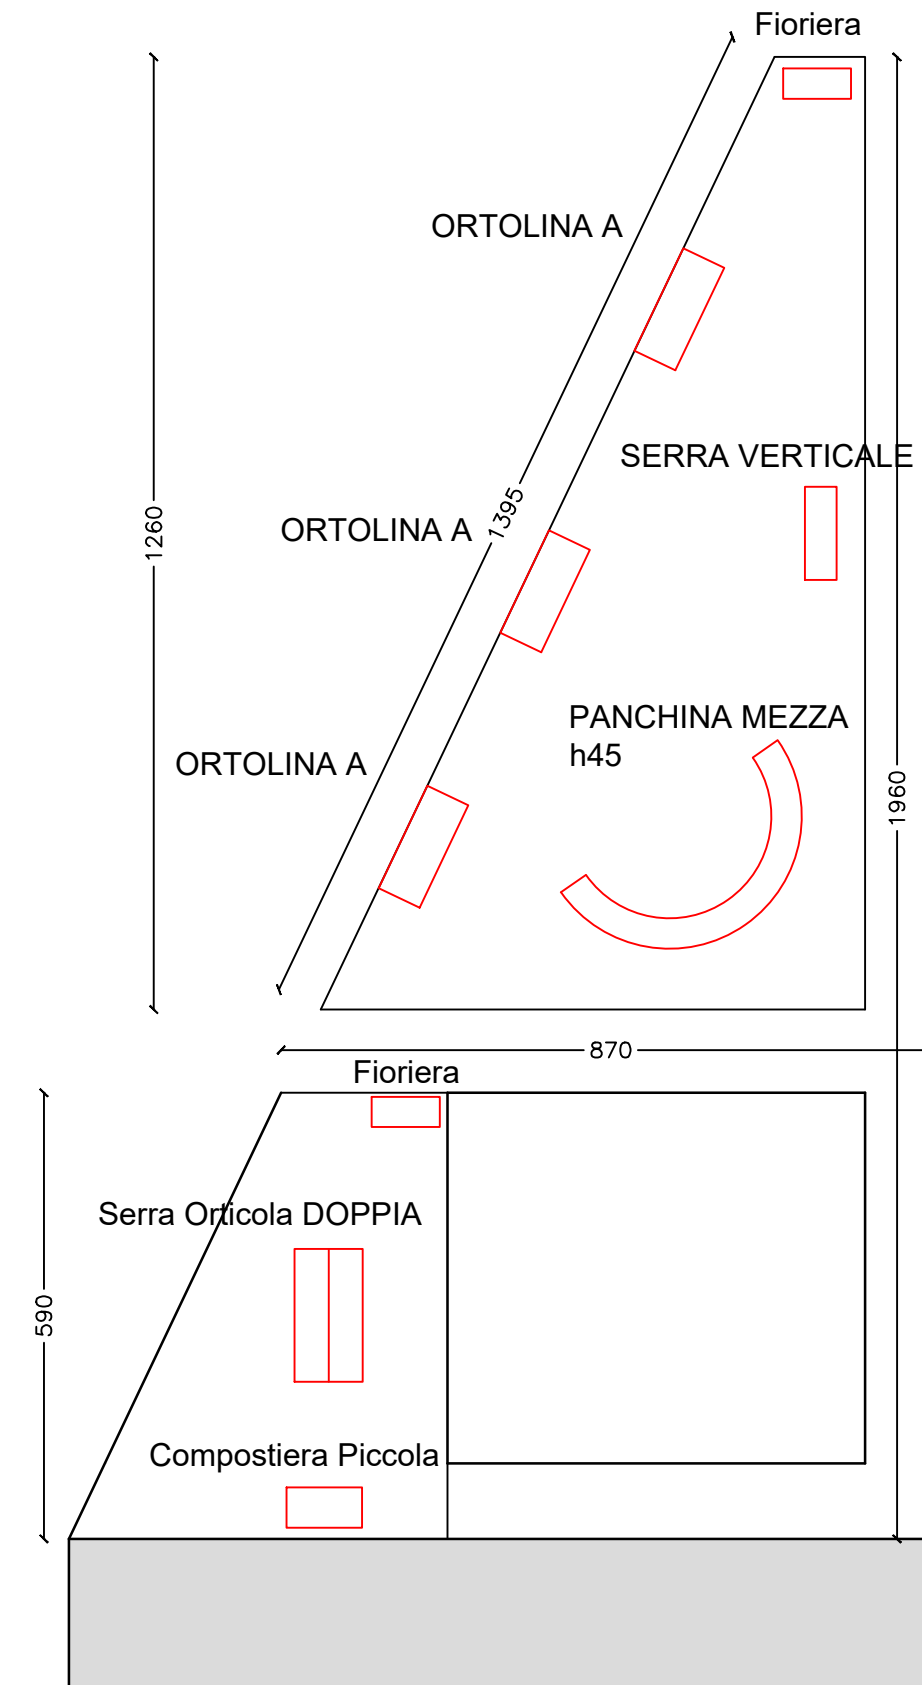 Fioriera
ORTOLINA A
SERRA VERTICALE
1395
1260
ORTOLINA A
PANCHINA MEZZA
h45
ORTOLINA A
1960
870
Fioriera
Serra Orticola DOPPIA
590
Compostiera Piccola